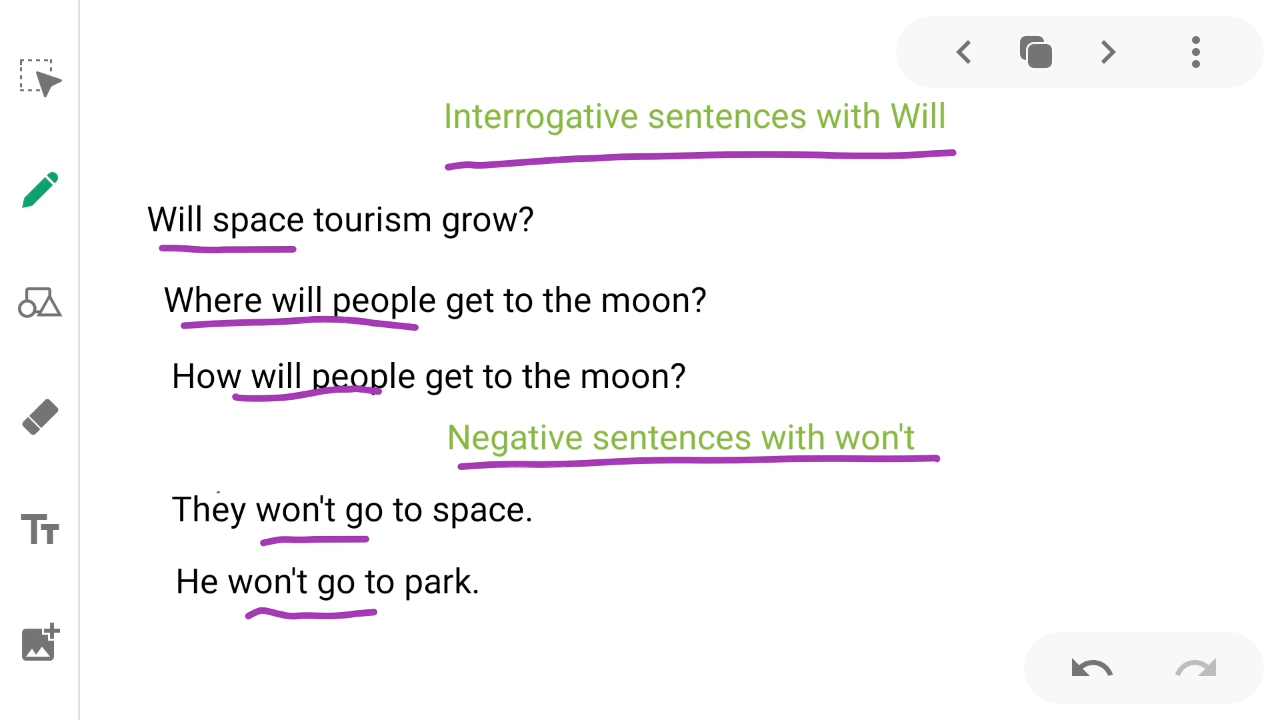 Interrogative sentences with Will
Will space tourism grow?
Where will people get to the moon?
How will people get to the moon?
Negative sentences with won't
They won't go to space.
He won't go to park.